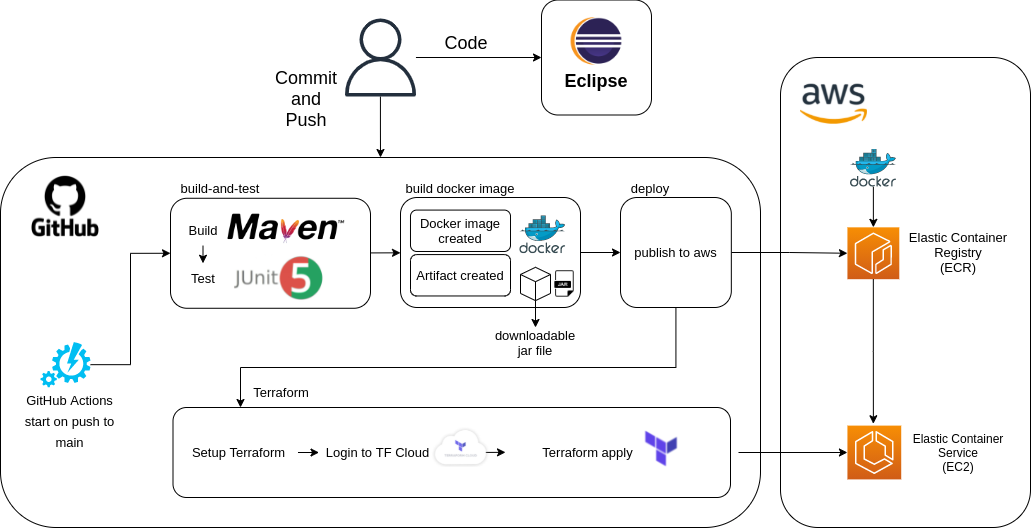 Code
Eclipse
Commit
and
Push
aws
docker
GitHub
build-and-test
build docker image
deploy
Build
Maven™
Test
JUnit 5
Docker image
created
docker
Artifact created
JAR
publish to aws
downloadable
jar file
Elastic Container
Registry
(ECR)
GitHub Actions
start on push to
main
Terraform
Setup Terraform
Login to TF Cloud
Terraform apply
Elastic Container
Service
(EC2)